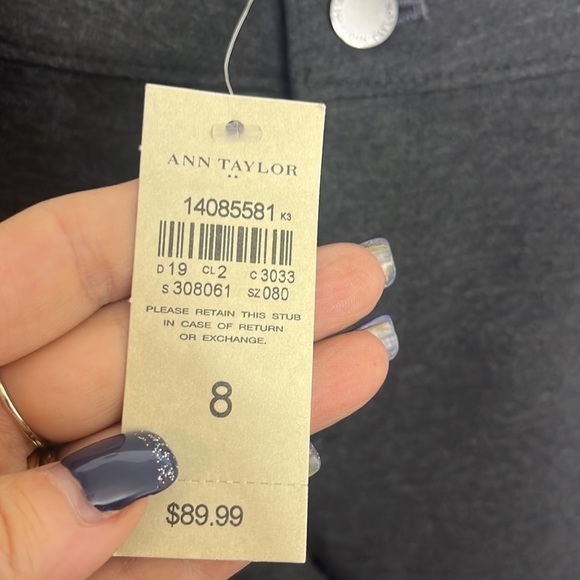 ANN TAYLOR
14085581 K3
D 19 CL 2 C 3033
S 308061 SZ 080
PLEASE RETAIN THIS STUB
IN CASE OF RETURN
OR EXCHANGE.
8
$89.99